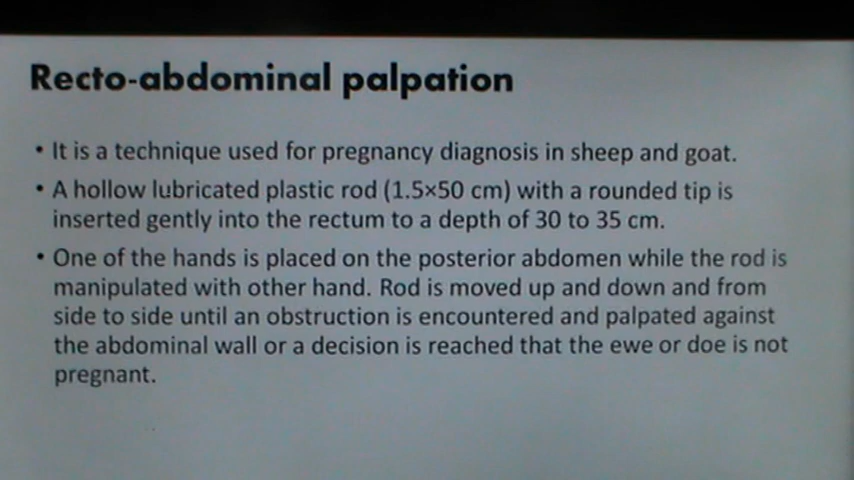 Recto-abdominal palpation
• It is a technique used for pregnancy diagnosis in sheep and goat.
• A hollow lubricated plastic rod (1.5×50 cm) with a rounded tip is
inserted gently into the rectum to a depth of 30 to 35 cm.
• One of the hands is placed on the posterior abdomen while the rod is
manipulated with other hand. Rod is moved up and down and from
side to side until an obstruction is encountered and palpated against
the abdominal wall or a decision is reached that the ewe or doe is not
pregnant.